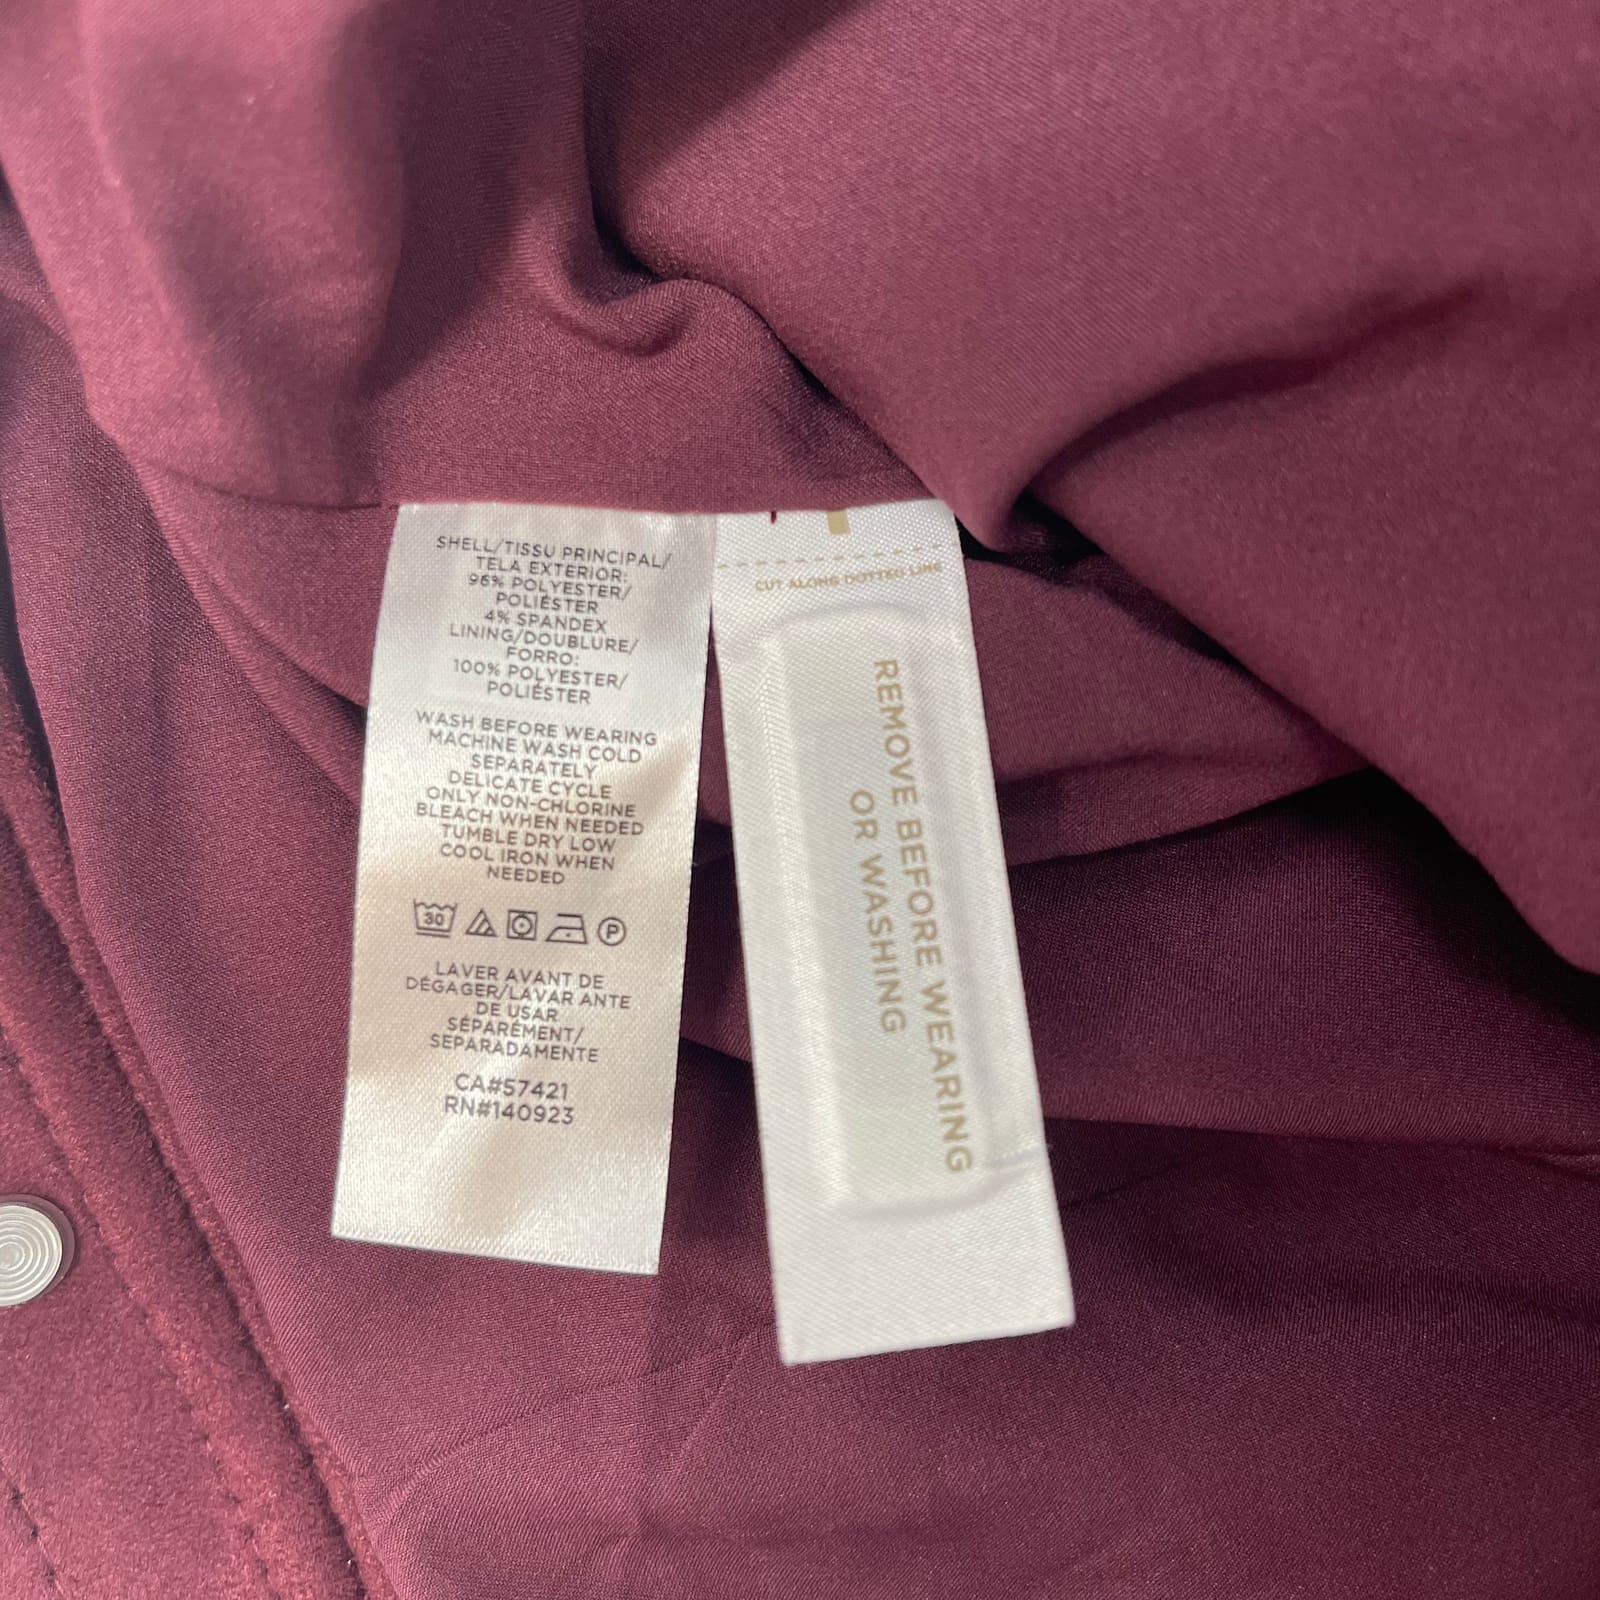 SHELL/TISSU PRINCIPAL/
TELA EXTERIOR:
96% POLYESTER/
POLIÉSTER
4% SPANDEX
LINING/DOUBLURE/
FORRO:
100% POLYESTER/
POLIÉSTER
WASH BEFORE WEARING
MACHINE WASH COLD
SEPARATELY
DELICATE CYCLE
ONLY NON-CHLORINE
BLEACH WHEN NEEDED
TUMBLE DRY LOW
COOL IRON WHEN
NEEDED
30 P
LAVER AVANT DE
DÉGAGER/LAVAR ANTE
DE USAR
SÉPARÉMENT/
SEPARADAMENTE
CA#57421
RN#140923
CUT ALONG DOTTED LINE
REMOVE BEFORE WEARING
OR WASHING